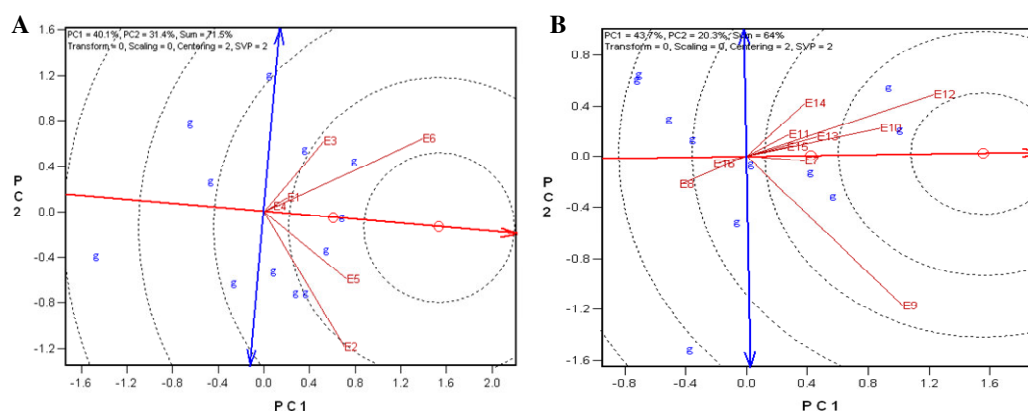 A
PC1 = 40.1%, PC2 = 31.4%, Sum = 71.5%
Transform = 0, Scaling = 0, Centering = 2, SVP = 2
1.6
1.2
0.8
0.4
0.0
-0.4
-0.8
-1.2
PC2
g
g
E3
E6
g
g
g
E1
E4
g
g
g
g
E5
g
g
g
E2
-1.6 -1.2 -0.8 -0.4 0.0 0.4 0.8 1.2 1.6 2.0
PC1
B
PC1 = 43.7%, PC2 = 20.3%, Sum = 64%
Transform = 0, Scaling = 0, Centering = 2, SVP = 2
0.8
0.4
0.0
-0.4
-0.8
-1.2
-1.6
PC2
g
g
g
E12
E14
g
E10
g
E11
E13
g
E15
E7
E16
g
g
E8
g
g
E9
g
-0.8 -0.4 0.0 0.4 0.8 1.2 1.6
PC1